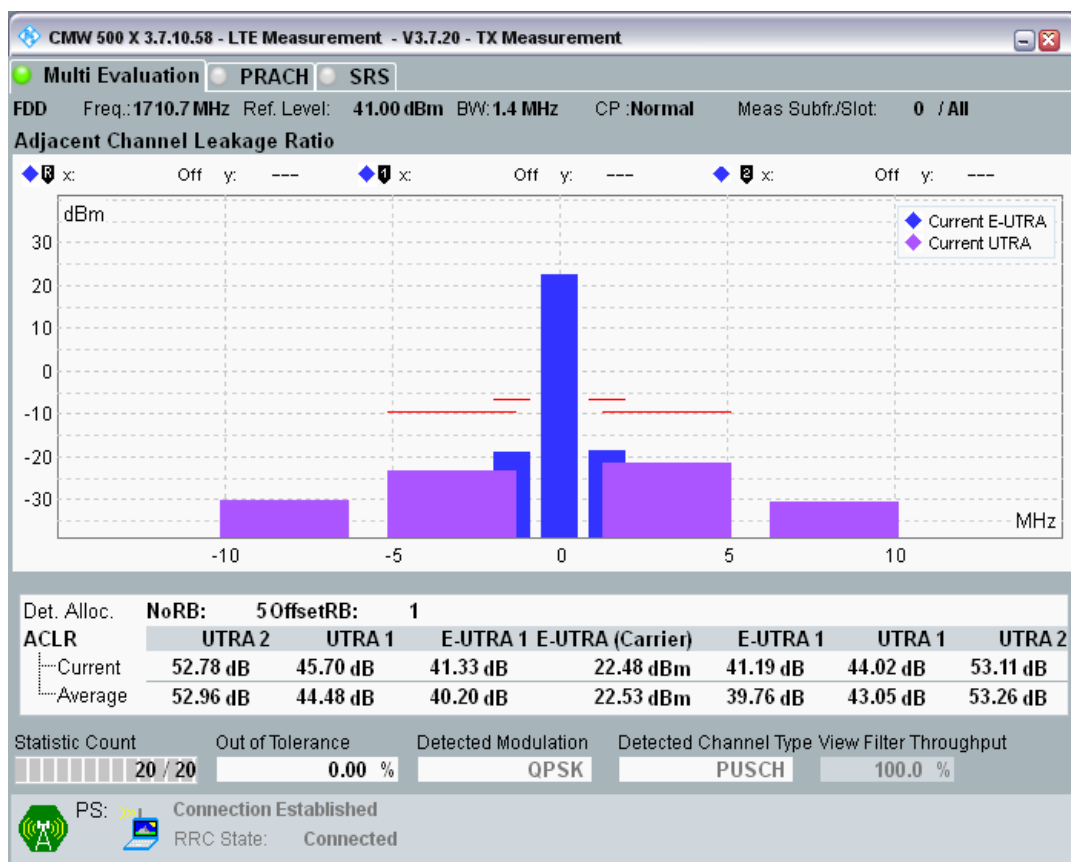 CMW 500 X 3.7.10.58 - LTE Measurement - V3.7.20 - TX Measurement
Multi Evaluation PRACH SRS
FDD Freq.: 1710.7 MHz Ref. Level: 41.00 dBm BW: 1.4 MHz CP :Normal Meas Subfr./Slot: 0 / All
Adjacent Channel Leakage Ratio
R x: Off y: --- 1 x: Off y: --- 2 x: Off y: ---
dBm
Current E-UTRA
Current UTRA
30
20
10
0
-10
-20
-30
MHz
-10 -5 0 5 10
Det. Alloc. NoRB: 5 OffsetRB: 1
ACLR UTRA 2 UTRA 1 E-UTRA 1 E-UTRA (Carrier) E-UTRA 1 UTRA 1 UTRA 2
Current 52.78 dB 45.70 dB 41.33 dB 22.48 dBm 41.19 dB 44.02 dB 53.11 dB
Average 52.96 dB 44.48 dB 40.20 dB 22.53 dBm 39.76 dB 43.05 dB 53.26 dB
Statistic Count Out of Tolerance Detected Modulation Detected Channel Type View Filter Throughput
20 / 20 0.00 % QPSK PUSCH 100.0 %
PS: Connection Established
RRC State: Connected